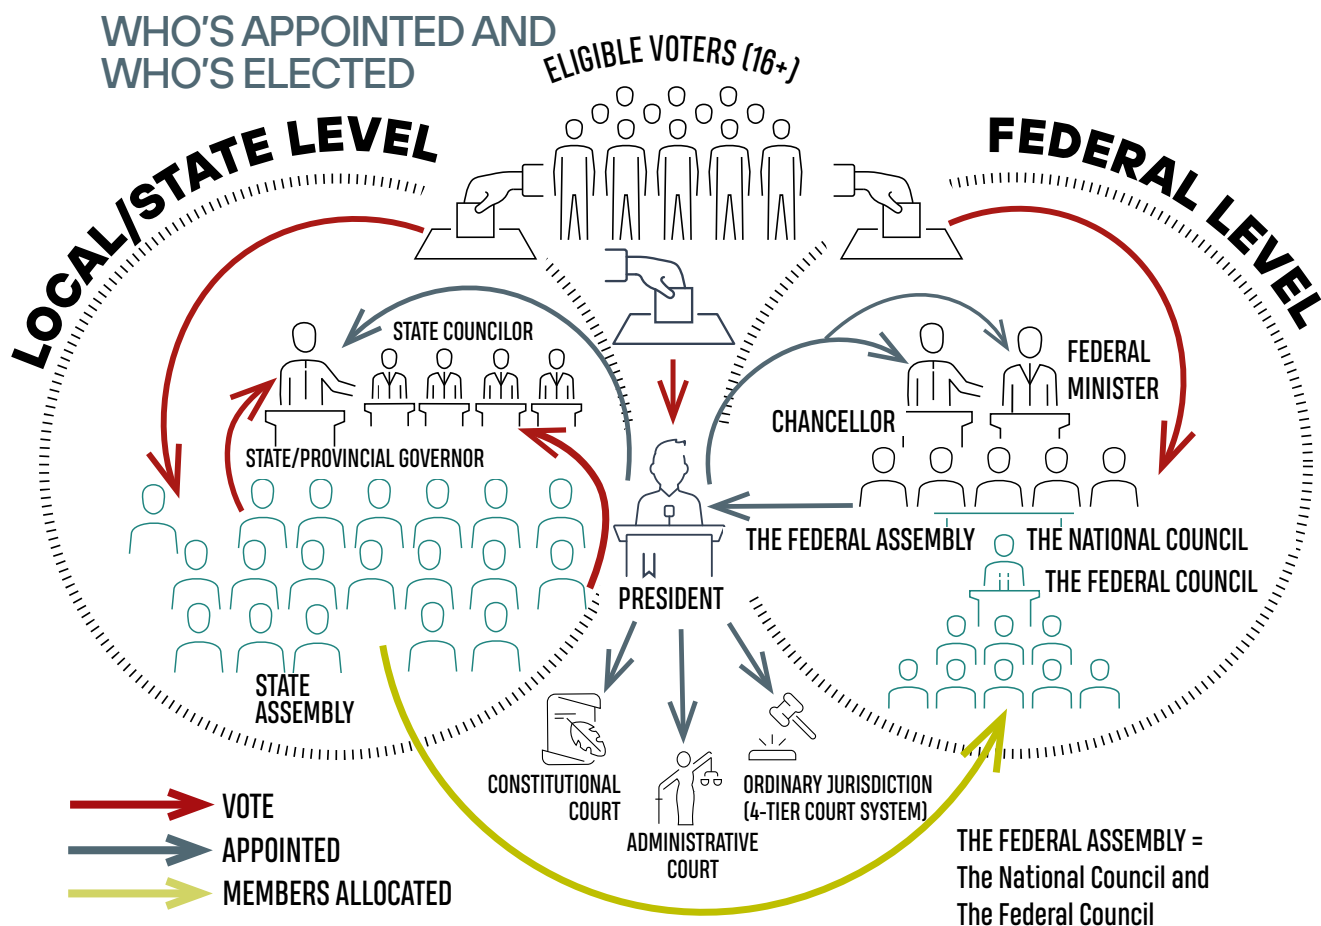 WHO'S APPOINTED AND
WHO'S ELECTED
ELIGIBLE VOTERS (16+)
LOCAL/STATE LEVEL
FEDERAL LEVEL
STATE COUNCILOR
STATE/PROVINCIAL GOVERNOR
FEDERAL
MINISTER
CHANCELLOR
THE FEDERAL ASSEMBLY
THE NATIONAL COUNCIL
THE FEDERAL COUNCIL
PRESIDENT
STATE
ASSEMBLY
CONSTITUTIONAL
COURT
ADMINISTRATIVE
COURT
ORDINARY JURISDICTION
(4-TIER COURT SYSTEM)
VOTE
APPOINTED
MEMBERS ALLOCATED
THE FEDERAL ASSEMBLY =
The National Council and
The Federal Council